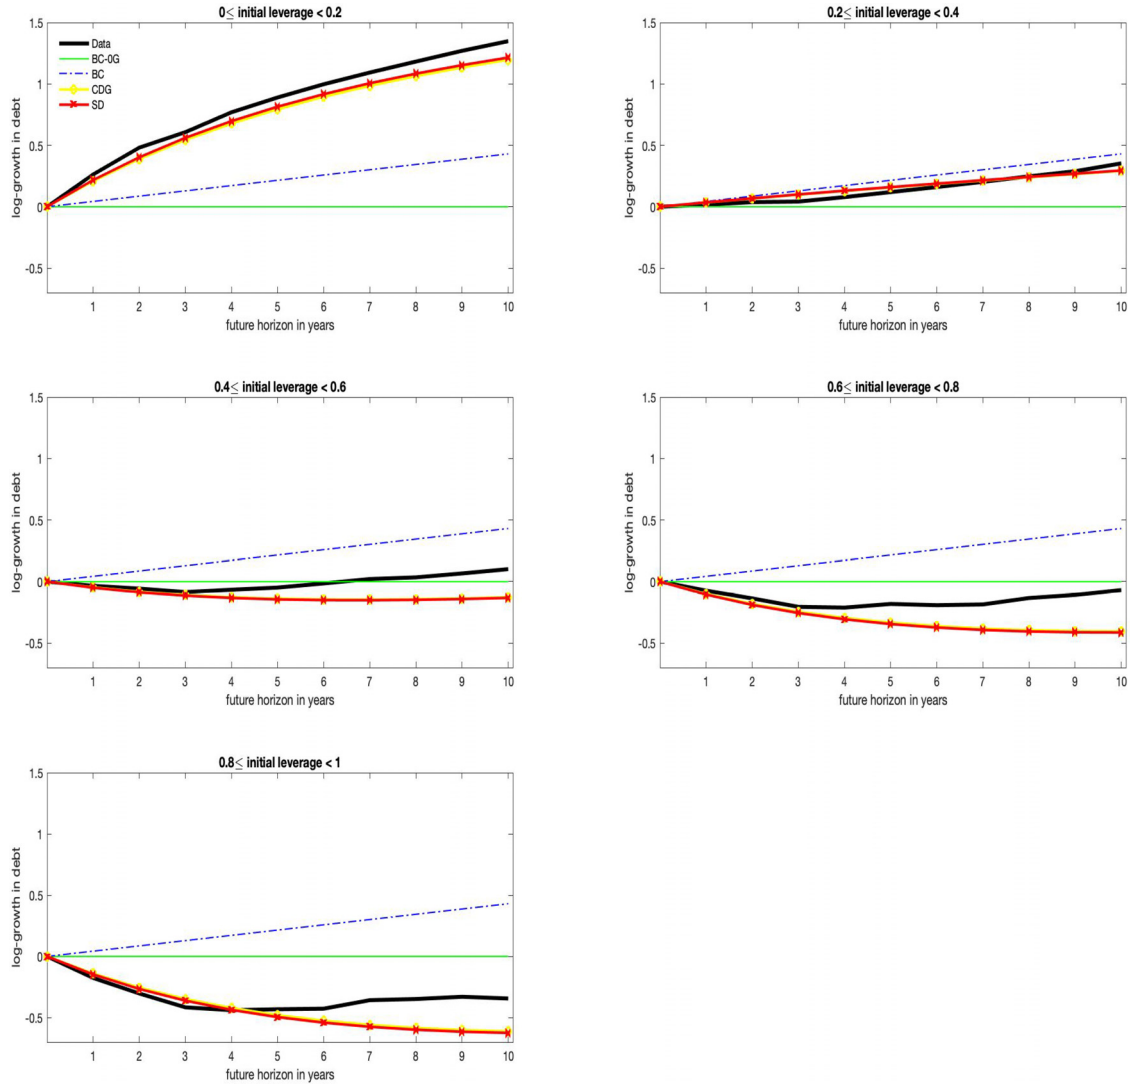 0≤ initial leverage < 0.2
1.5
1
0.5
0
-0.5
log-growth in debt
Data
BC-0G
BC
CDG
SD
1 2 3 4 5 6 7 8 9 10
future horizon in years
0.2≤ initial leverage < 0.4
1.5
1
0.5
0
-0.5
log-growth in debt
1 2 3 4 5 6 7 8 9 10
future horizon in years
0.4≤ initial leverage < 0.6
1.5
1
0.5
0
-0.5
log-growth in debt
1 2 3 4 5 6 7 8 9 10
future horizon in years
0.6≤ initial leverage < 0.8
1.5
1
0.5
0
-0.5
log-growth in debt
1 2 3 4 5 6 7 8 9 10
future horizon in years
0.8≤ initial leverage < 1
1.5
1
0.5
0
-0.5
log-growth in debt
1 2 3 4 5 6 7 8 9 10
future horizon in years